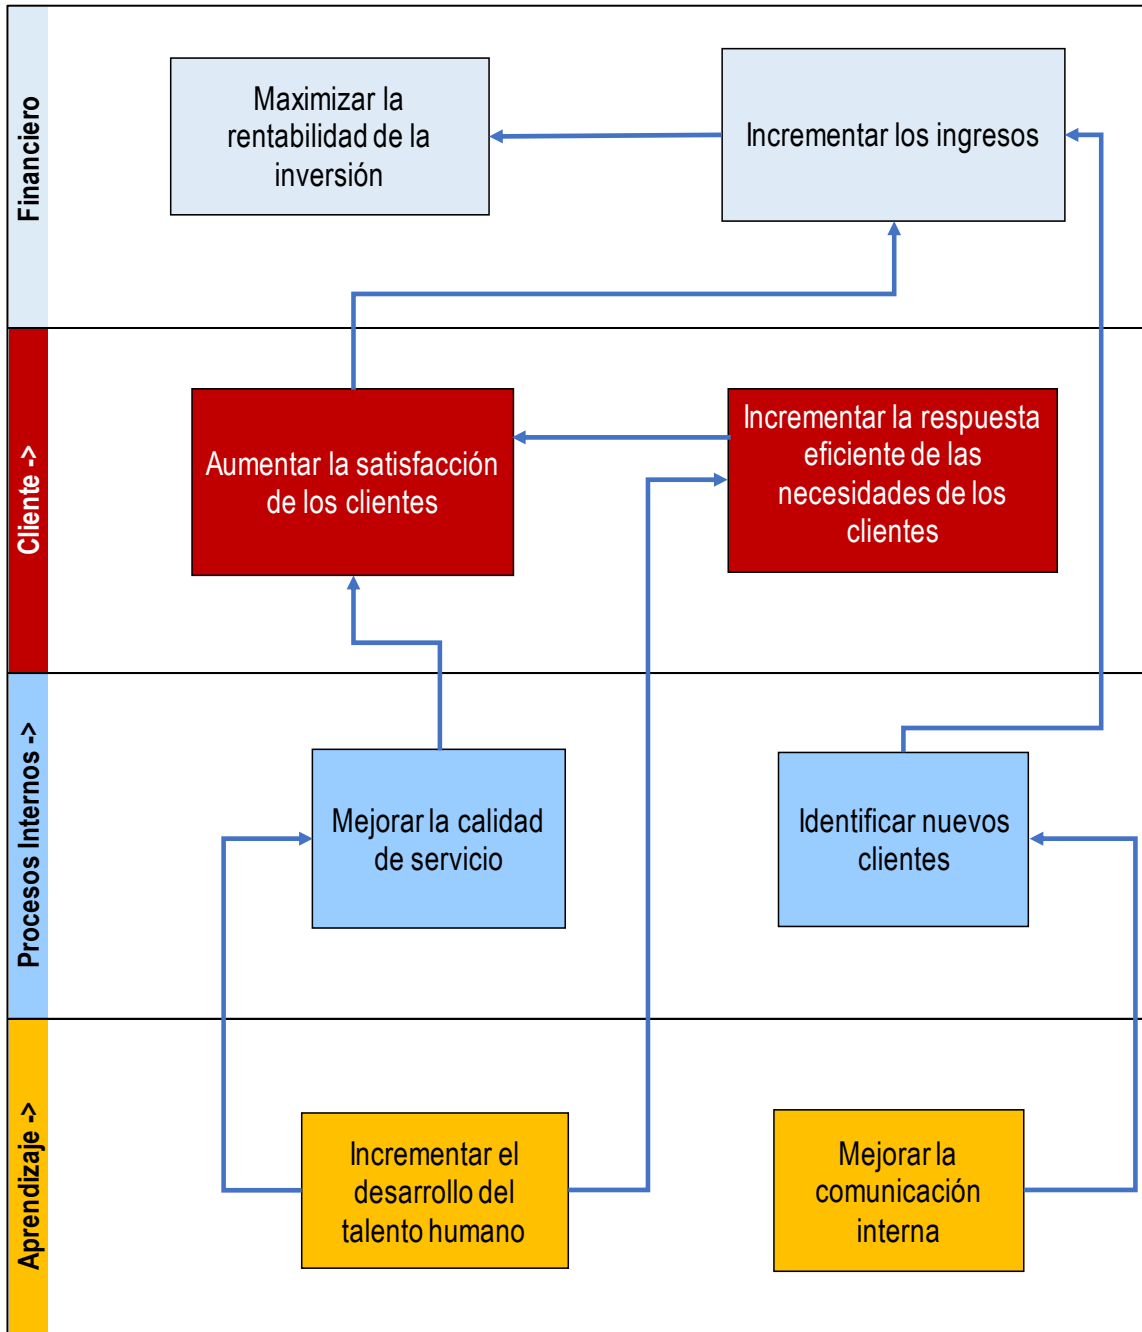 Financiero
Maximizar la
rentabilidad de la
inversión
Incrementar los ingresos
Cliente ->
Aumentar la satisfacción
de los clientes
Incrementar la respuesta
eficiente de las
necesidades de los
clientes
Procesos Internos ->
Mejorar la calidad
de servicio
Identificar nuevos
clientes
Aprendizaje ->
Incrementar el
desarrollo del
talento humano
Mejorar la
comunicación
interna